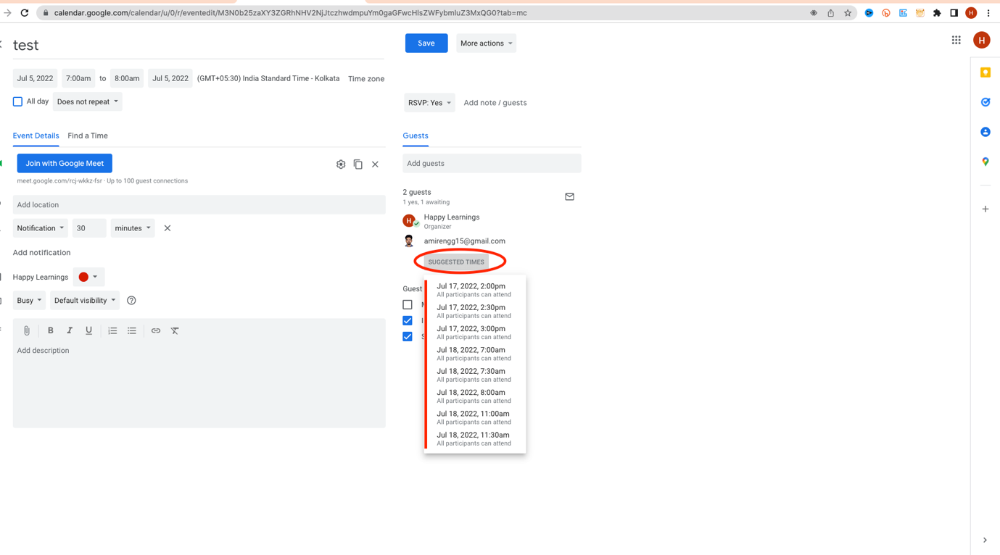 calendar.google.com/calendar/u/0/r/eventedit/M3N0b25zaXY3ZGRhNHV2NjJtczhwdmpuYm0gaGFwcHlsZWFybmluZ3MxQG0?tab=mc
H
test
Save
More actions
H
Jul 5, 2022 7:00am to 8:00am Jul 5, 2022 (GMT+05:30) India Standard Time - Kolkata Time zone
All day Does not repeat
RSVP: Yes Add note / guests
Event Details Find a Time
Guests
Join with Google Meet
meet.google.com/rcj-wkkz-fsr · Up to 100 guest connections
Add guests
Add location
2 guests
1 yes, 1 awaiting
Notification 30 minutes
H Happy Learnings
Organizer
amirengg15@gmail.com
Add notification
SUGGESTED TIMES
Happy Learnings
Guest
Busy Default visibility
B I U
Add description
Jul 17, 2022, 2:00pm
All participants can attend
Jul 17, 2022, 2:30pm
All participants can attend
Jul 17, 2022, 3:00pm
All participants can attend
Jul 18, 2022, 7:00am
All participants can attend
Jul 18, 2022, 7:30am
All participants can attend
Jul 18, 2022, 8:00am
All participants can attend
Jul 18, 2022, 11:00am
All participants can attend
Jul 18, 2022, 11:30am
All participants can attend